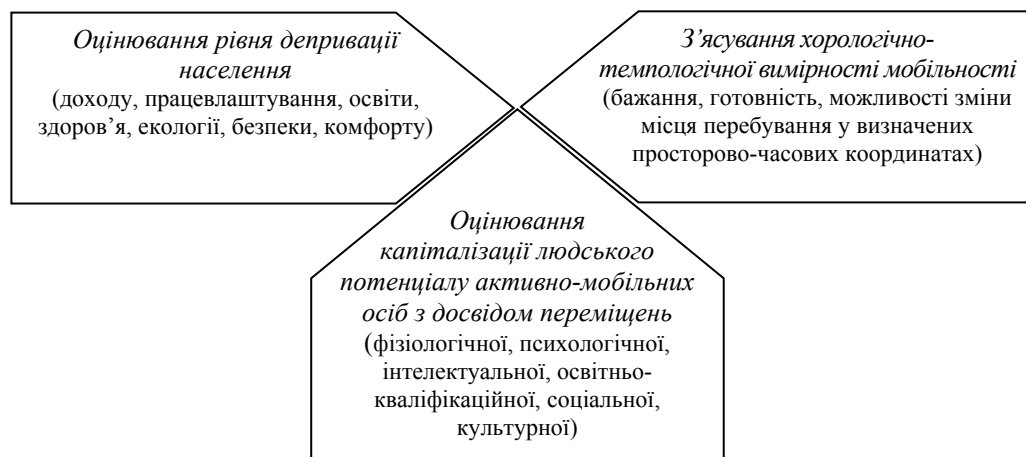 Оцінювання рівня депривації
населення
(доходу, працевлаштування, освіти,
здоров’я, екології, безпеки, комфорту)
З’ясування хорологічно-
темпологічної вимірності мобільності
(бажання, готовність, можливості зміни
місця перебування у визначених
просторово-часових координатах)
Оцінювання
капіталізації людського
потенціалу активно-мобільних
осіб з досвідом переміщень
(фізіологічної, психологічної,
інтелектуальної, освітньо-
кваліфікаційної, соціальної,
культурної)